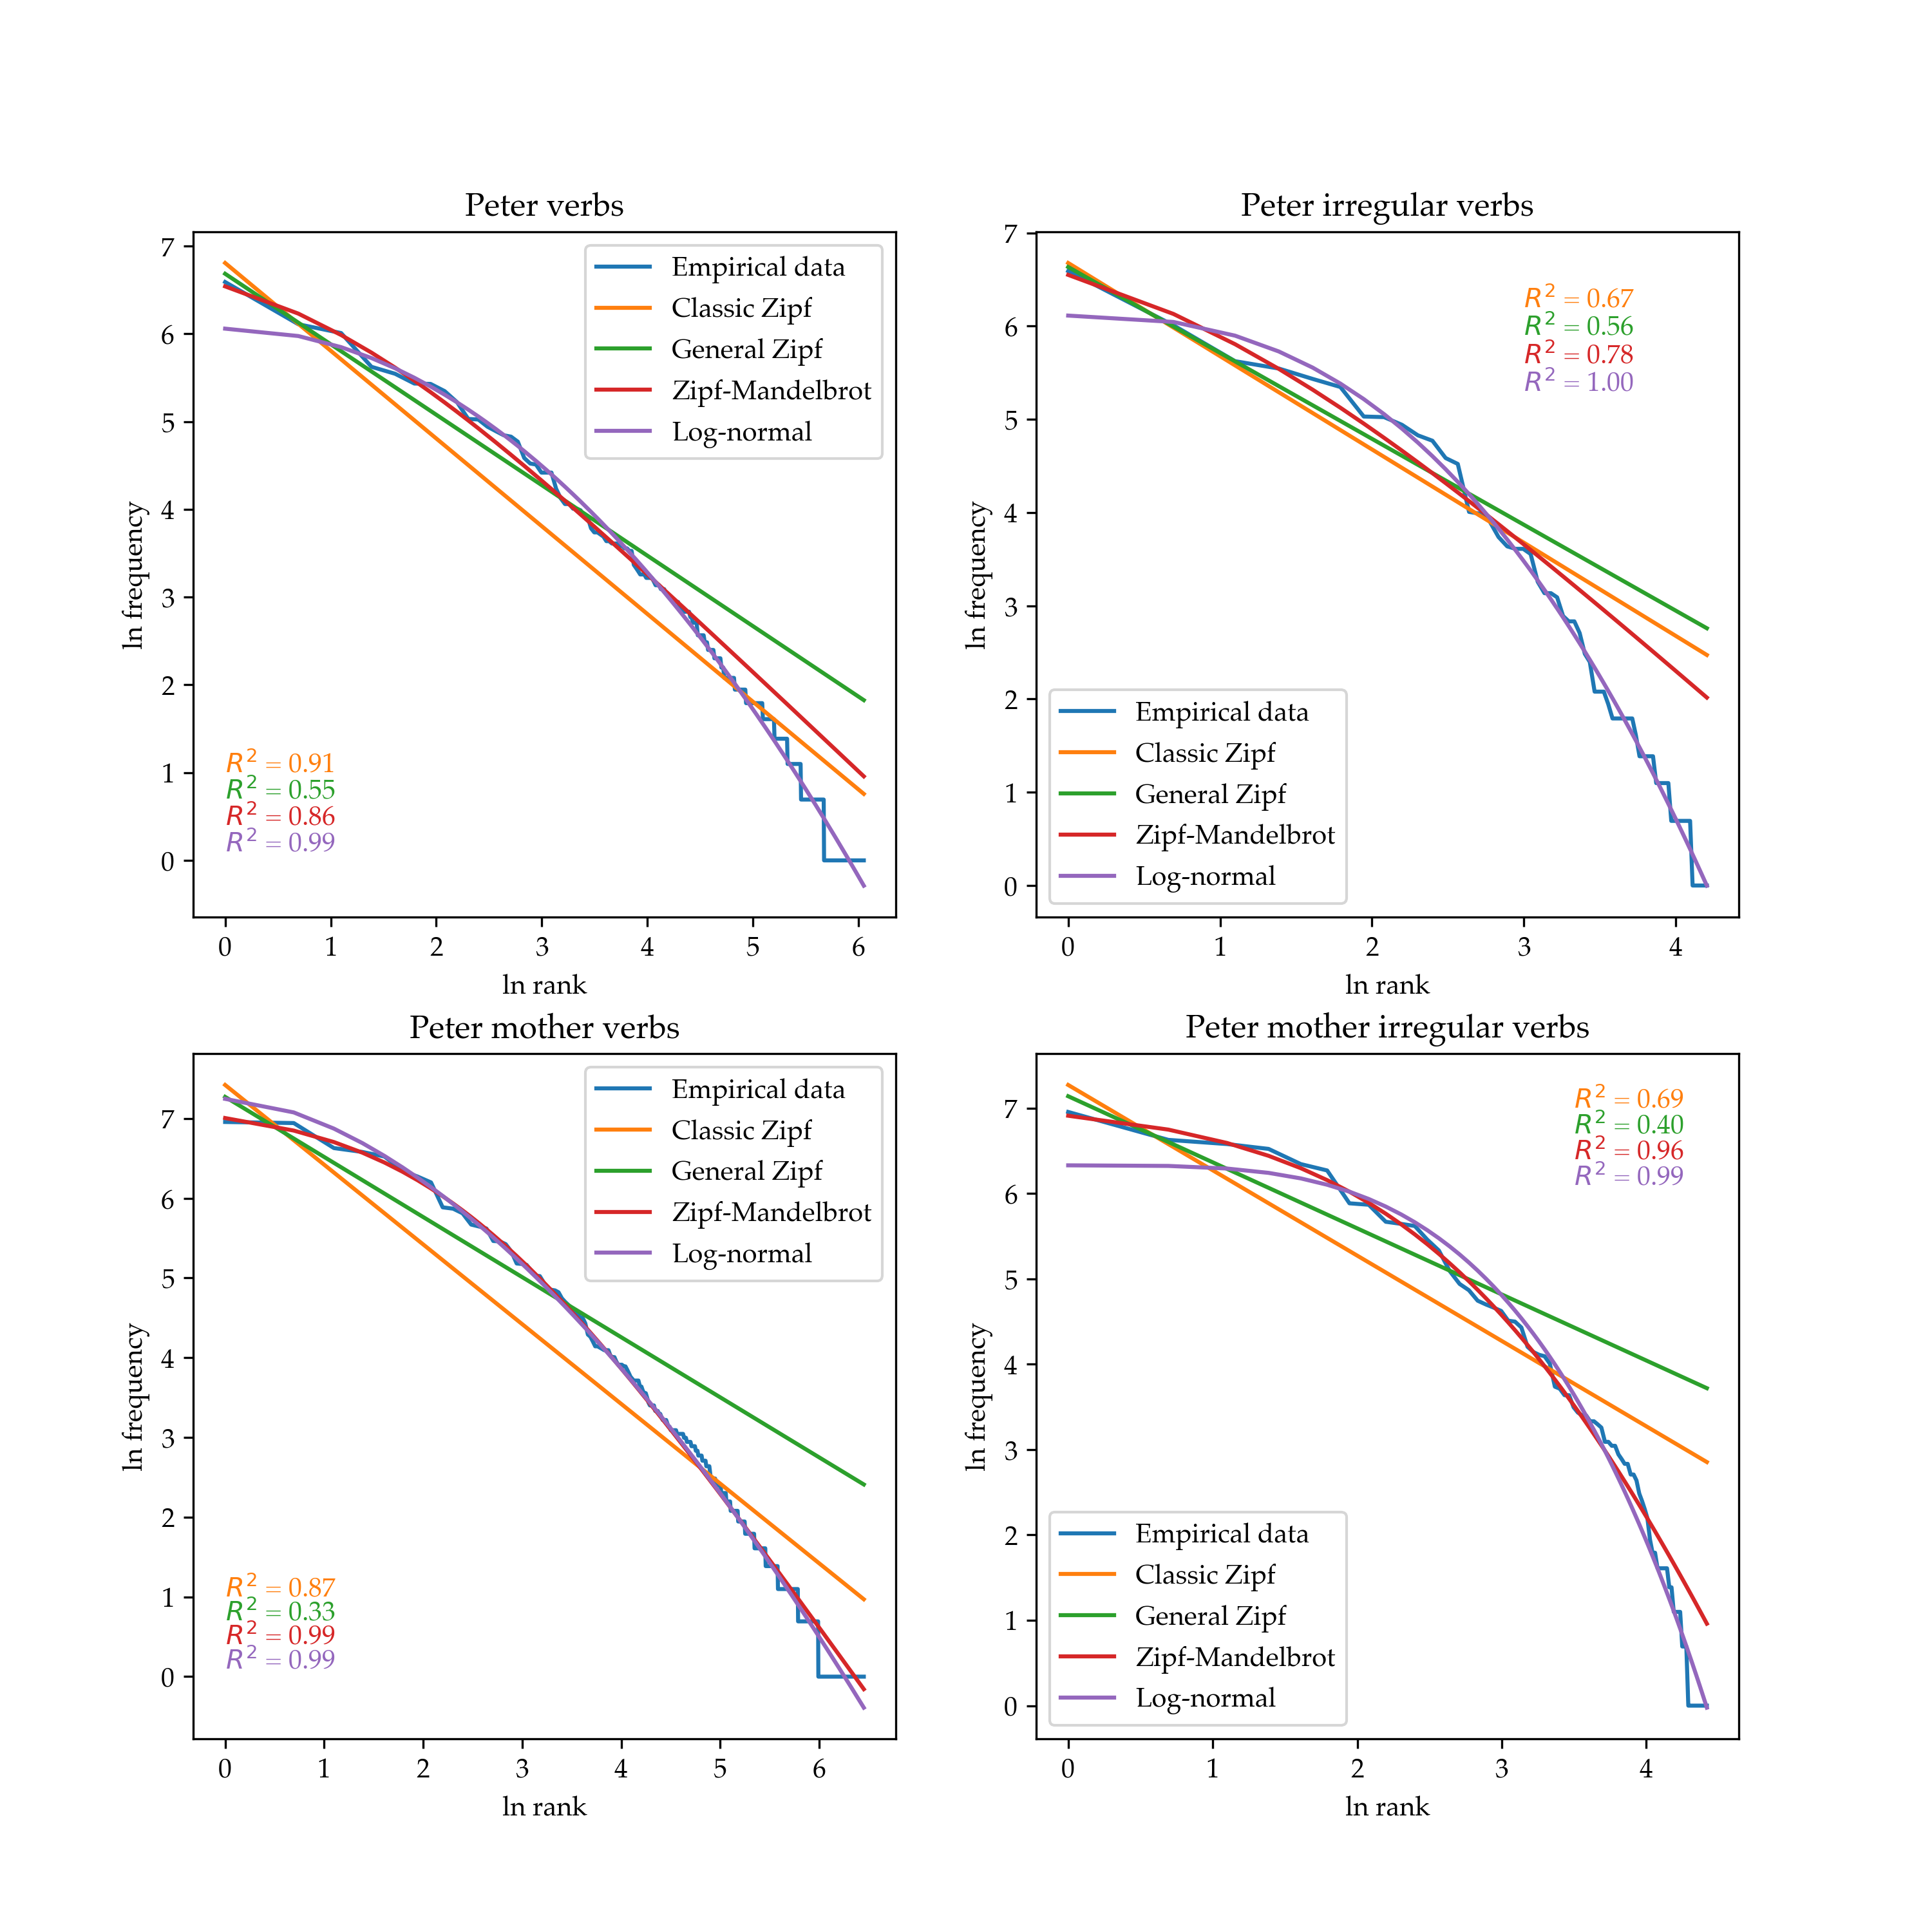 Peter verbs
7
6
5
4
3
2
1
0
ln frequency
Empirical data
Classic Zipf
General Zipf
Zipf-Mandelbrot
Log-normal
R² = 0.91
R² = 0.55
R² = 0.86
R² = 0.99
0 1 2 3 4 5 6
ln rank
Peter irregular verbs
7
6
5
4
3
2
1
0
ln frequency
R² = 0.67
R² = 0.56
R² = 0.78
R² = 1.00
Empirical data
Classic Zipf
General Zipf
Zipf-Mandelbrot
Log-normal
0 1 2 3 4
ln rank
Peter mother verbs
7
6
5
4
3
2
1
0
ln frequency
Empirical data
Classic Zipf
General Zipf
Zipf-Mandelbrot
Log-normal
R² = 0.87
R² = 0.33
R² = 0.99
R² = 0.99
0 1 2 3 4 5 6
ln rank
Peter mother irregular verbs
7
6
5
4
3
2
1
0
ln frequency
R² = 0.69
R² = 0.40
R² = 0.96
R² = 0.99
Empirical data
Classic Zipf
General Zipf
Zipf-Mandelbrot
Log-normal
0 1 2 3 4
ln rank